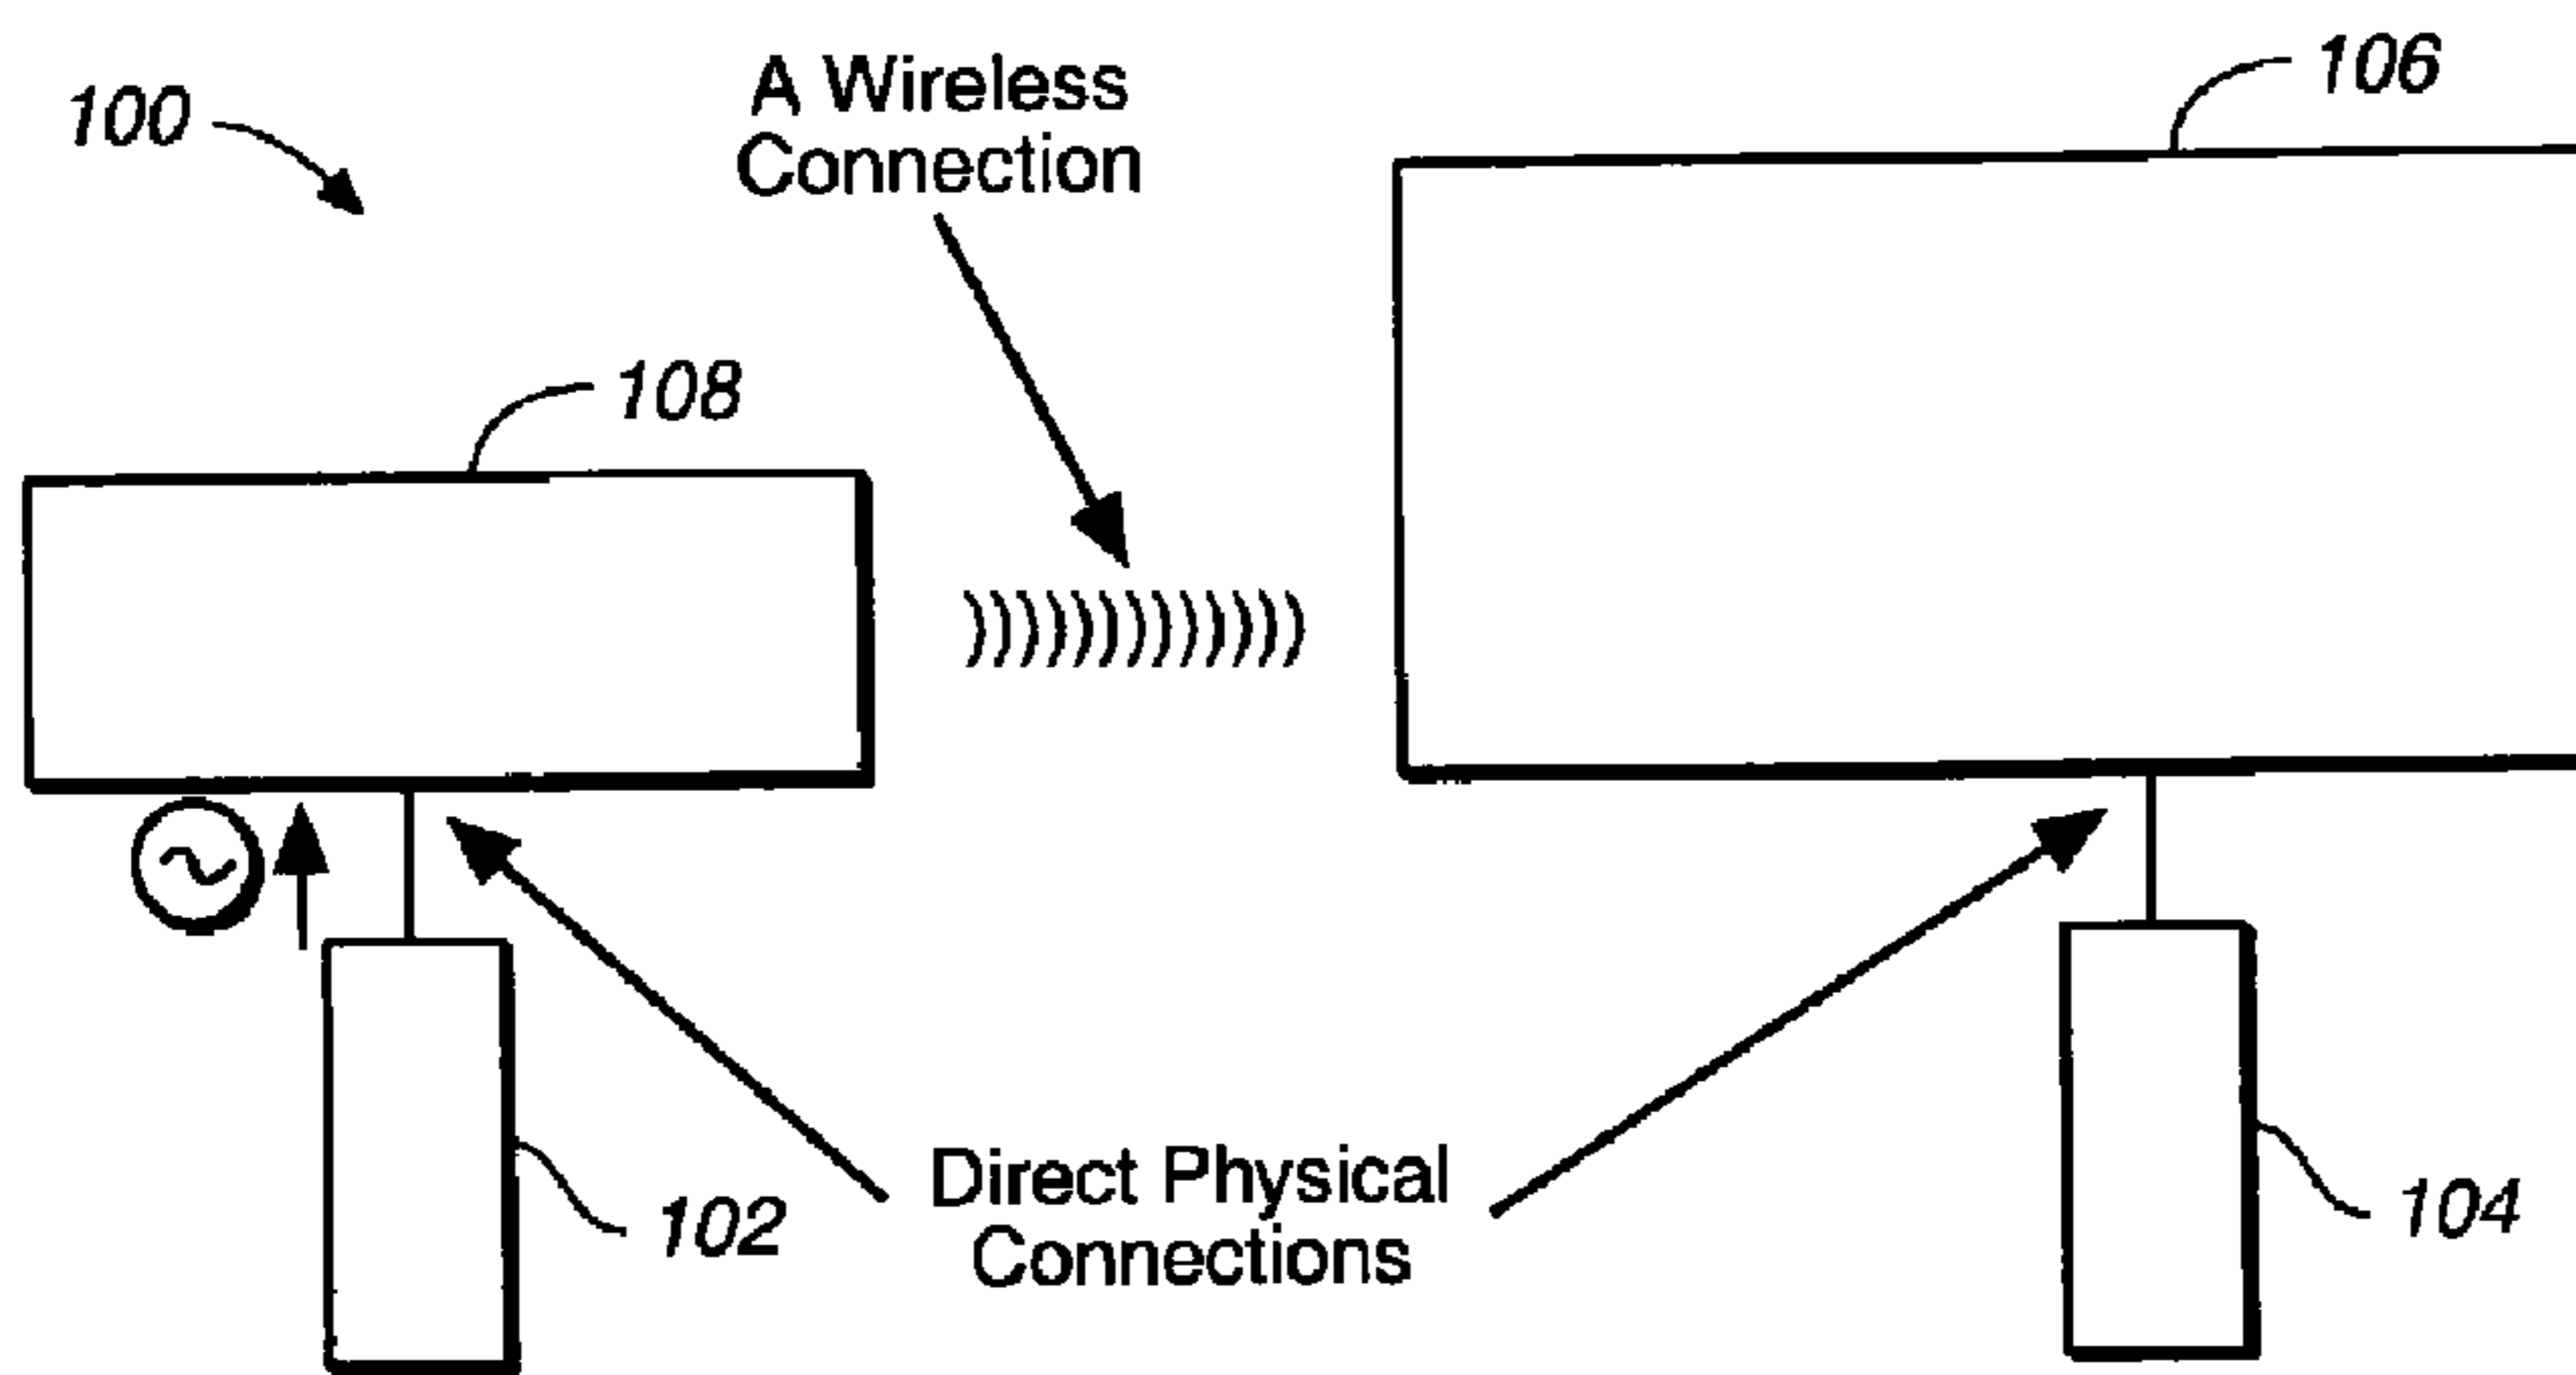 100
A Wireless
Connection
106
108
102
Direct Physical
Connections
104